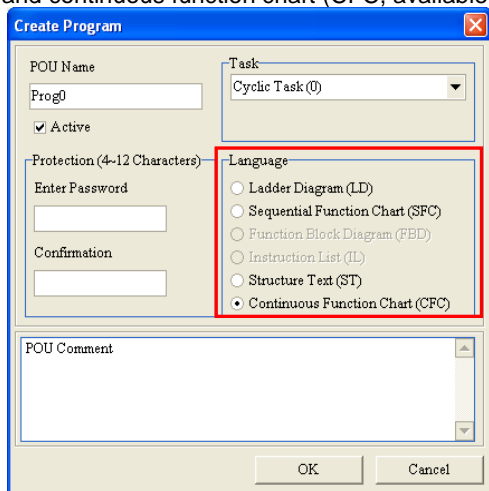 and continuous function chart (CFC, available
Create Program
POU Name
Prog0
Active
Task
Cyclic Task (0)
Protection (4~12 Characters)
Enter Password
Confirmation
Language
Ladder Diagram (LD)
Sequential Function Chart (SFC)
Function Block Diagram (FBD)
Instruction List (IL)
Structure Text (ST)
Continuous Function Chart (CFC)
POU Comment
OK
Cancel